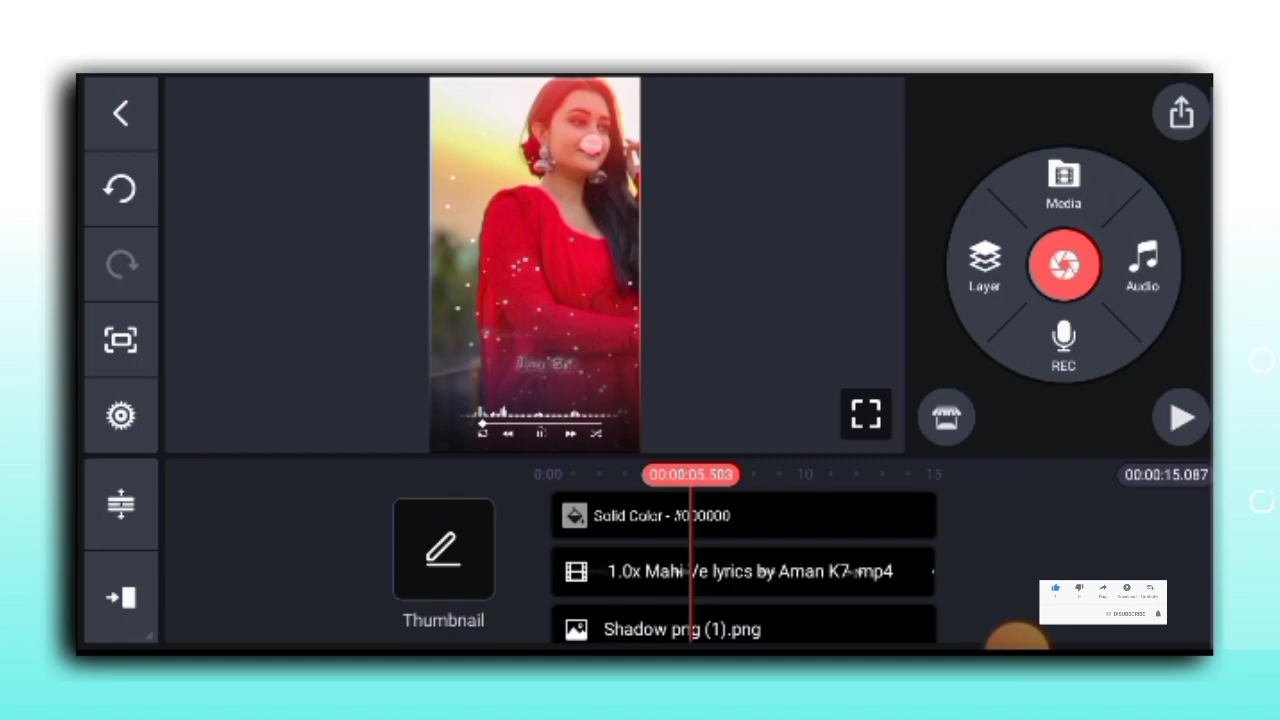 Media
Layer
Audio
REC
0:00
00:00:05.503
10
15
00:00:15.087
Solid Color - #000000
1.0x Mahi Ve lyrics by Aman K7 mp4
Shadow png (1).png
Thumbnail